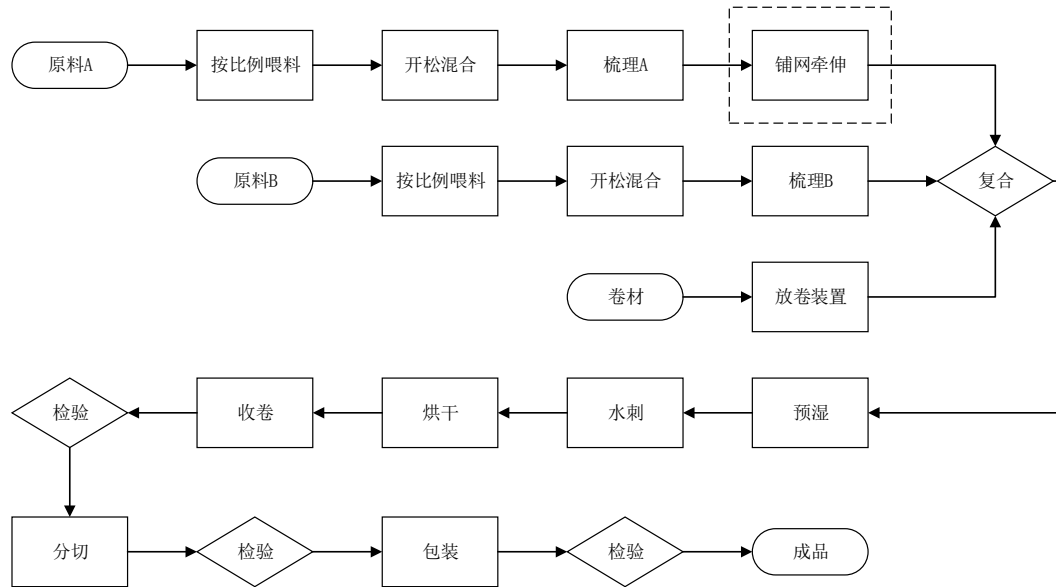 原料A
按比例喂料
开松混合
梳理A
铺网牵伸
原料B
按比例喂料
开松混合
梳理B
复合
卷材
放卷装置
检验
收卷
烘干
水刺
预湿
分切
检验
包装
检验
成品